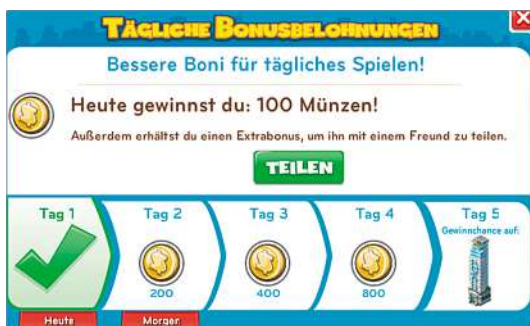 TÄGLICHE BONUSBELOHNUNGEN
Bessere Boni für tägliches Spielen!
Heute gewinnst du: 100 Münzen!
Außerdem erhältst du einen Extrabonus, um ihn mit einem Freund zu teilen.
TEILEN
Tag 1
Tag 2
200
Tag 3
400
Tag 4
800
Tag 5
Gewinnchance auf:
Heute
Morgen